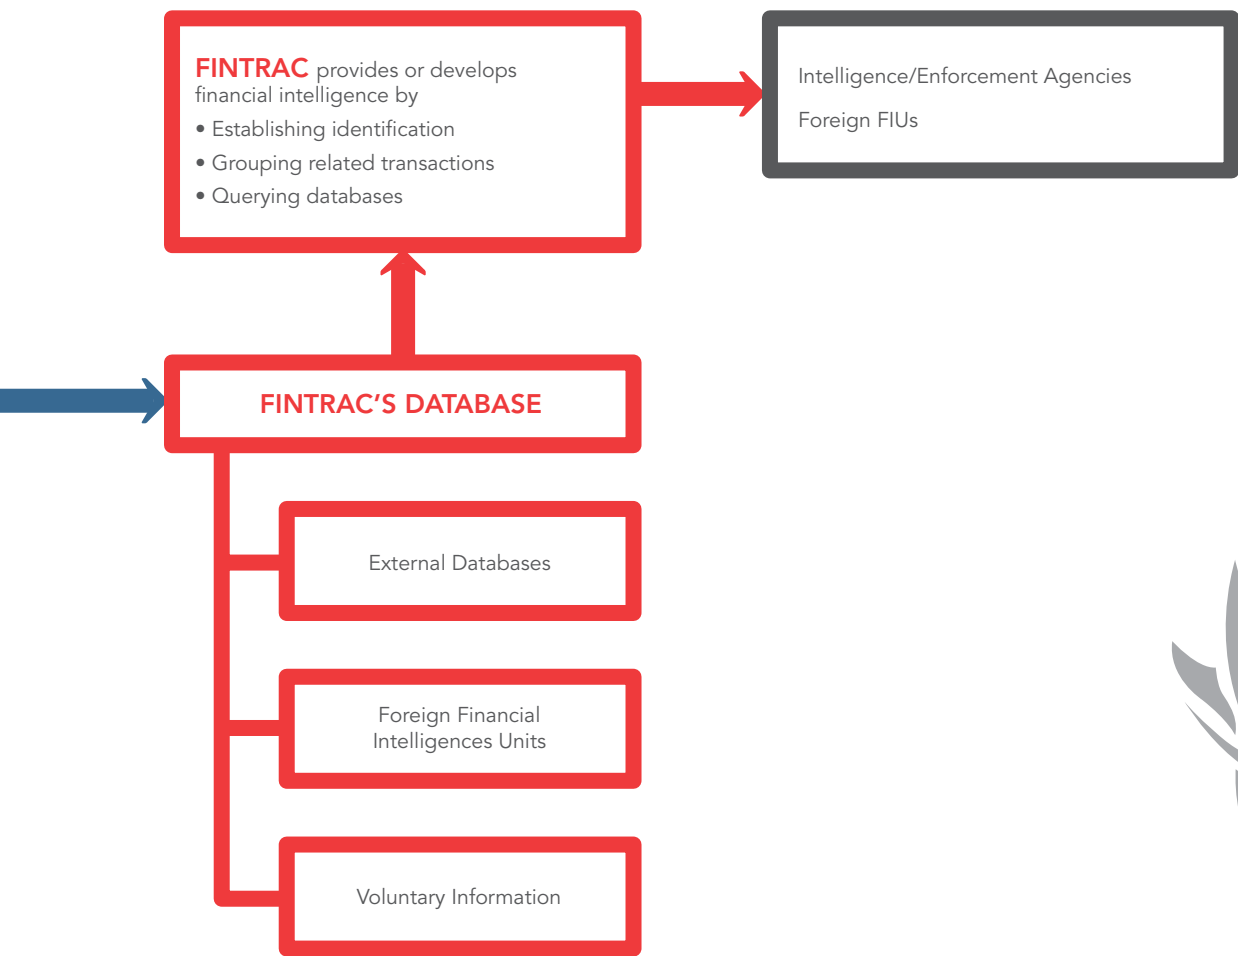 FINTRAC provides or develops
financial intelligence by
• Establishing identification
• Grouping related transactions
• Querying databases
Intelligence/Enforcement Agencies
Foreign FIUs
FINTRAC’S DATABASE
External Databases
Foreign Financial
Intelligences Units
Voluntary Information